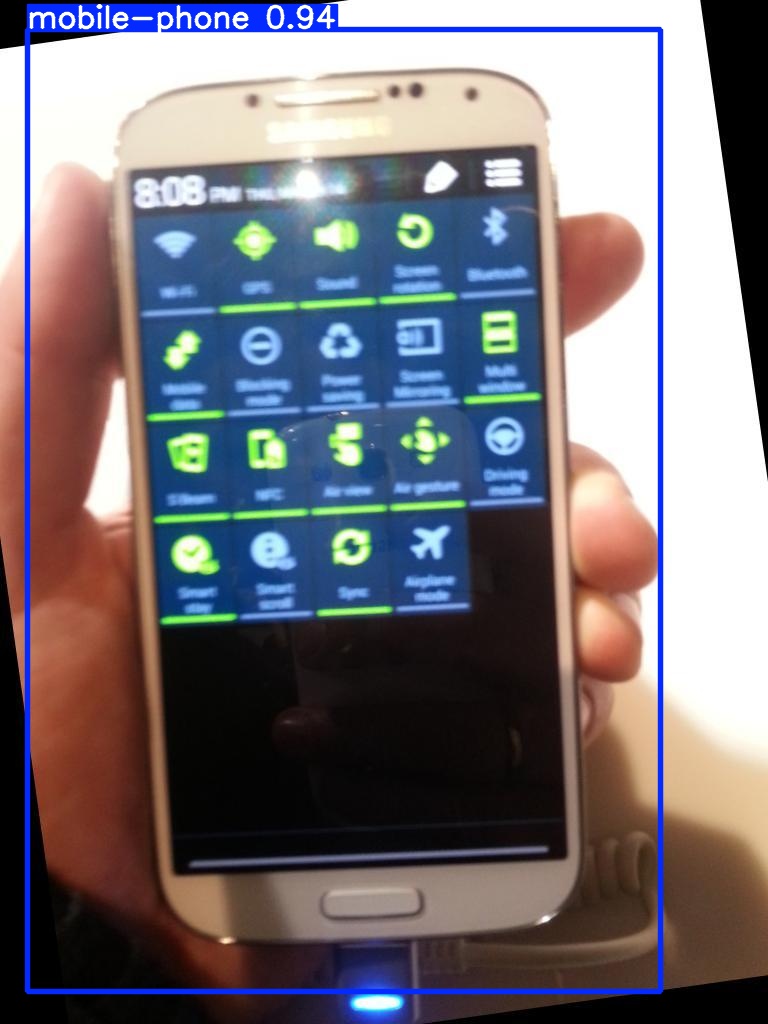 mobile-phone 0.94
SAMSUNG
8:08 PM THU,
Wi-Fi GPS Sound Screen rotation Bluetooth
Mobile data Blocking mode Power saving Screen Mirroring Multi window
S Beam NFC Air view Air gesture Driving mode
Smart stay Smart scroll Sync Airplane mode